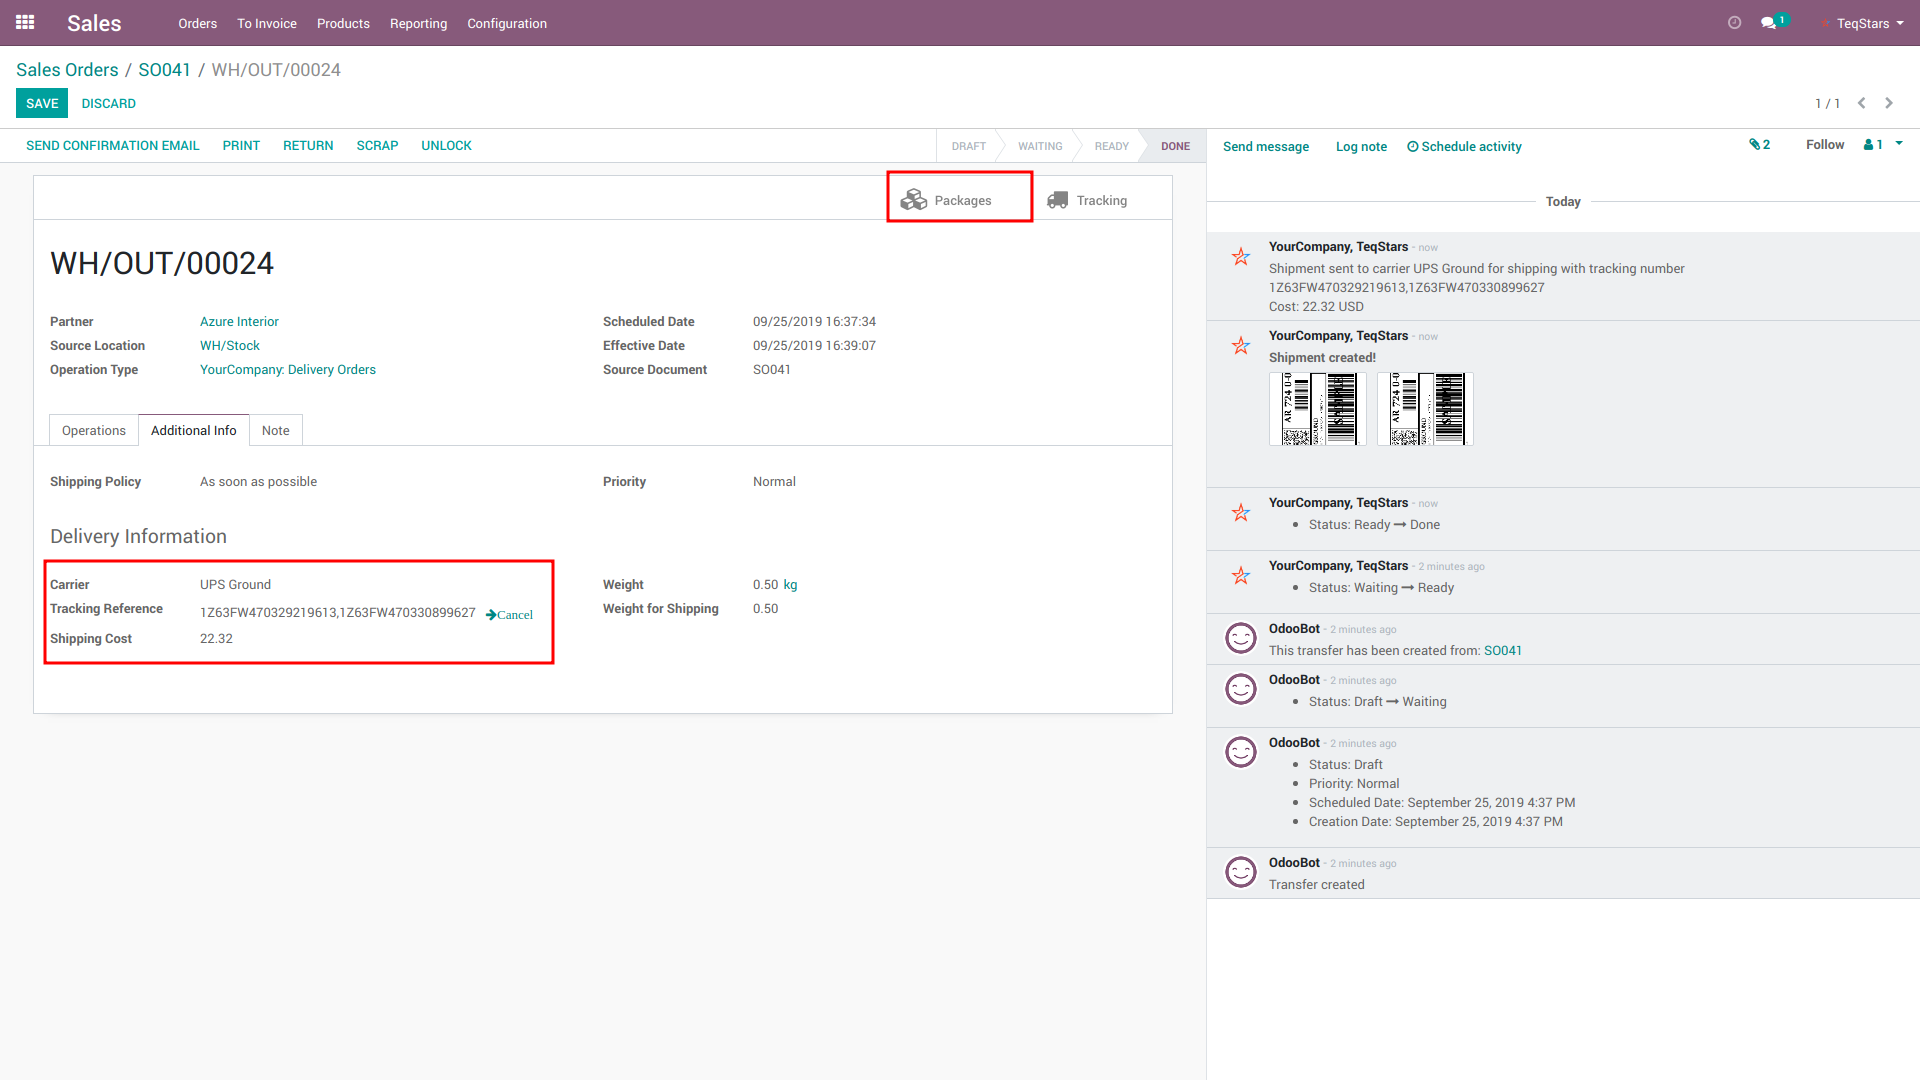 Sales Orders To Invoice Products Reporting Configuration 1 TeqStars
Sales Orders / SO041 / WH/OUT/00024
SAVE DISCARD 1 / 1
SEND CONFIRMATION EMAIL PRINT RETURN SCRAP UNLOCK DRAFT WAITING READY DONE
Packages Tracking
WH/OUT/00024
Partner Azure Interior Scheduled Date 09/25/2019 16:37:34
Source Location WH/Stock Effective Date 09/25/2019 16:39:07
Operation Type YourCompany: Delivery Orders Source Document SO041
Operations Additional Info Note
Shipping Policy As soon as possible Priority Normal
Delivery Information
Carrier UPS Ground Weight 0.50 kg
Tracking Reference 1Z63FW470329219613,1Z63FW470330899627 Cancel Weight for Shipping 0.50
Shipping Cost 22.32
Send message Log note Schedule activity 2 Follow 1
Today
YourCompany, TeqStars - now
Shipment sent to carrier UPS Ground for shipping with tracking number
1Z63FW470329219613,1Z63FW470330899627
Cost: 22.32 USD
YourCompany, TeqStars - now
Shipment created!
AR 724 0-0 SAMPLE AR 724 0-0 SAMPLE
YourCompany, TeqStars - now
Status: Ready → Done
YourCompany, TeqStars - 2 minutes ago
Status: Waiting → Ready
OdooBot - 2 minutes ago
This transfer has been created from: SO041
OdooBot - 2 minutes ago
Status: Draft → Waiting
OdooBot - 2 minutes ago
Status: Draft
Priority: Normal
Scheduled Date: September 25, 2019 4:37 PM
Creation Date: September 25, 2019 4:37 PM
OdooBot - 2 minutes ago
Transfer created